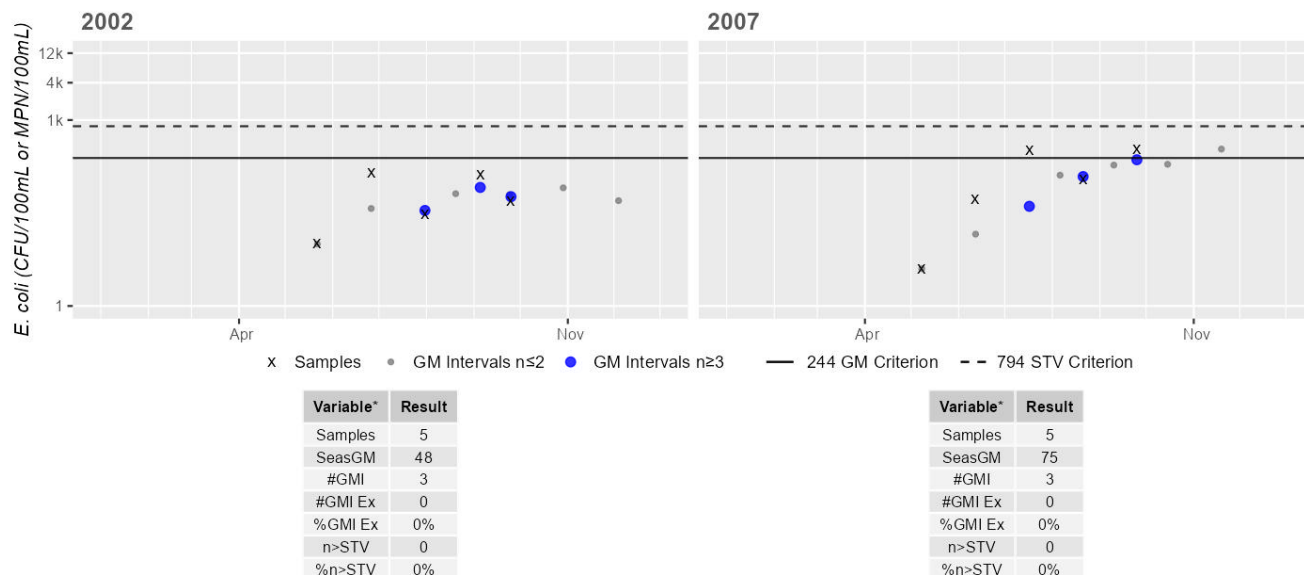 2002 2007
E. coli (CFU/100mL or MPN/100mL)
12k
4k
1k
1
Apr Nov Apr Nov
x Samples GM Intervals n≤2 GM Intervals n≥3 244 GM Criterion 794 STV Criterion
Variable* Result Variable* Result
Samples 5 Samples 5
SeasGM 48 SeasGM 75
#GMI 3 #GMI 3
#GMI Ex 0 #GMI Ex 0
%GMI Ex 0% %GMI Ex 0%
n>STV 0 n>STV 0
%n>STV 0% %n>STV 0%